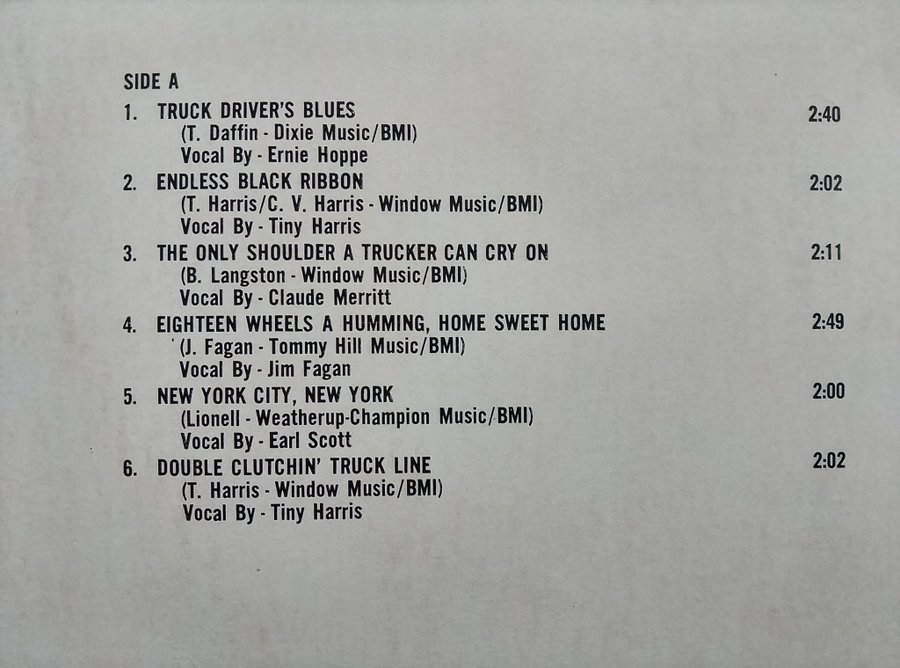 SIDE A
1. TRUCK DRIVER'S BLUES 2:40
(T. Daffin - Dixie Music/BMI)
Vocal By - Ernie Hoppe
2. ENDLESS BLACK RIBBON 2:02
(T. Harris/C. V. Harris - Window Music/BMI)
Vocal By - Tiny Harris
3. THE ONLY SHOULDER A TRUCKER CAN CRY ON 2:11
(B. Langston - Window Music/BMI)
Vocal By - Claude Merritt
4. EIGHTEEN WHEELS A HUMMING, HOME SWEET HOME 2:49
(J. Fagan - Tommy Hill Music/BMI)
Vocal By - Jim Fagan
5. NEW YORK CITY, NEW YORK 2:00
(Lionell - Weatherup-Champion Music/BMI)
Vocal By - Earl Scott
6. DOUBLE CLUTCHIN' TRUCK LINE 2:02
(T. Harris - Window Music/BMI)
Vocal By - Tiny Harris